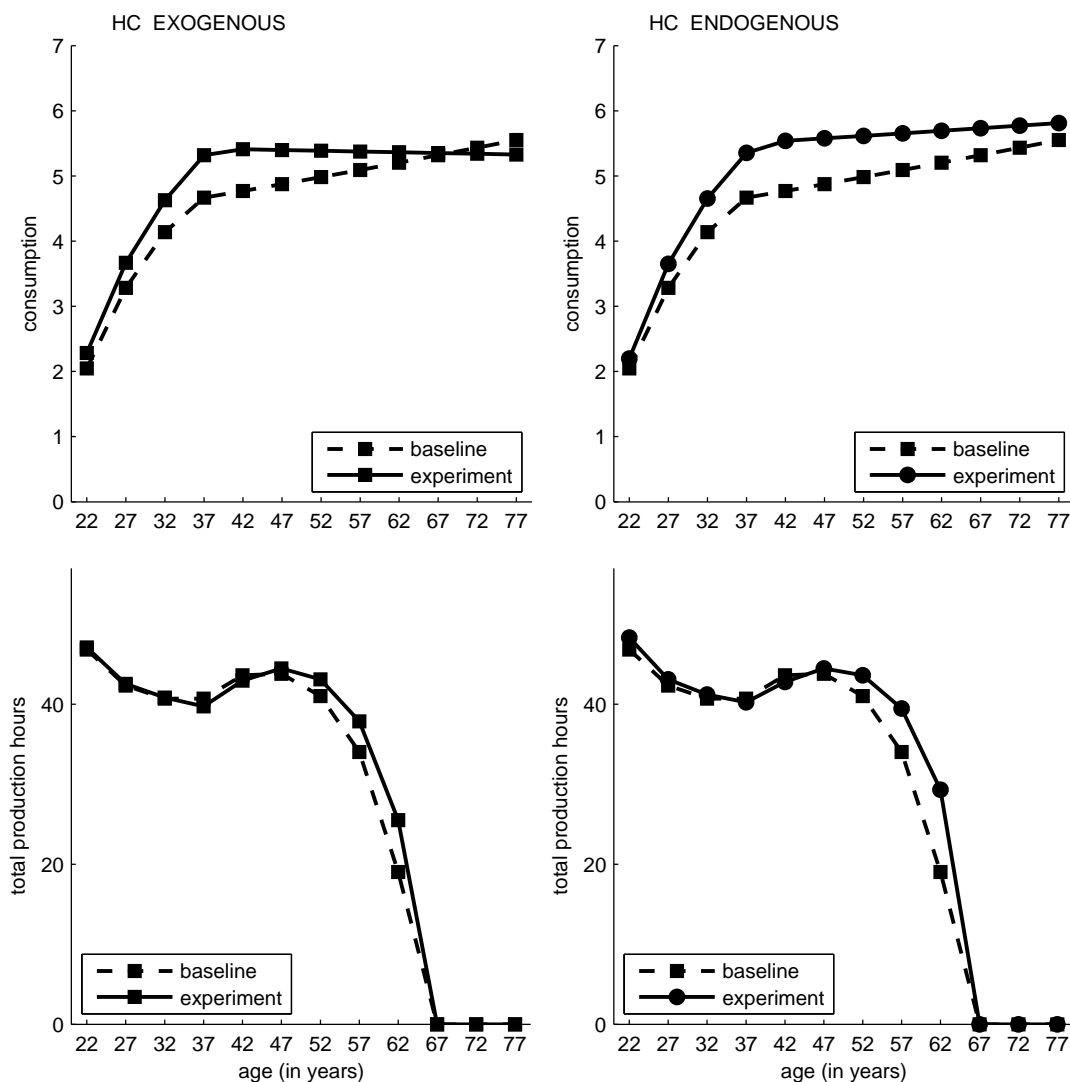 HC EXOGENOUS
7
6
5
4
3
2
1
0
consumption
baseline
experiment
22 27 32 37 42 47 52 57 62 67 72 77
HC ENDOGENOUS
7
6
5
4
3
2
1
0
consumption
baseline
experiment
22 27 32 37 42 47 52 57 62 67 72 77
40
20
0
total production hours
baseline
experiment
22 27 32 37 42 47 52 57 62 67 72 77
age (in years)
40
20
0
total production hours
baseline
experiment
22 27 32 37 42 47 52 57 62 67 72 77
age (in years)